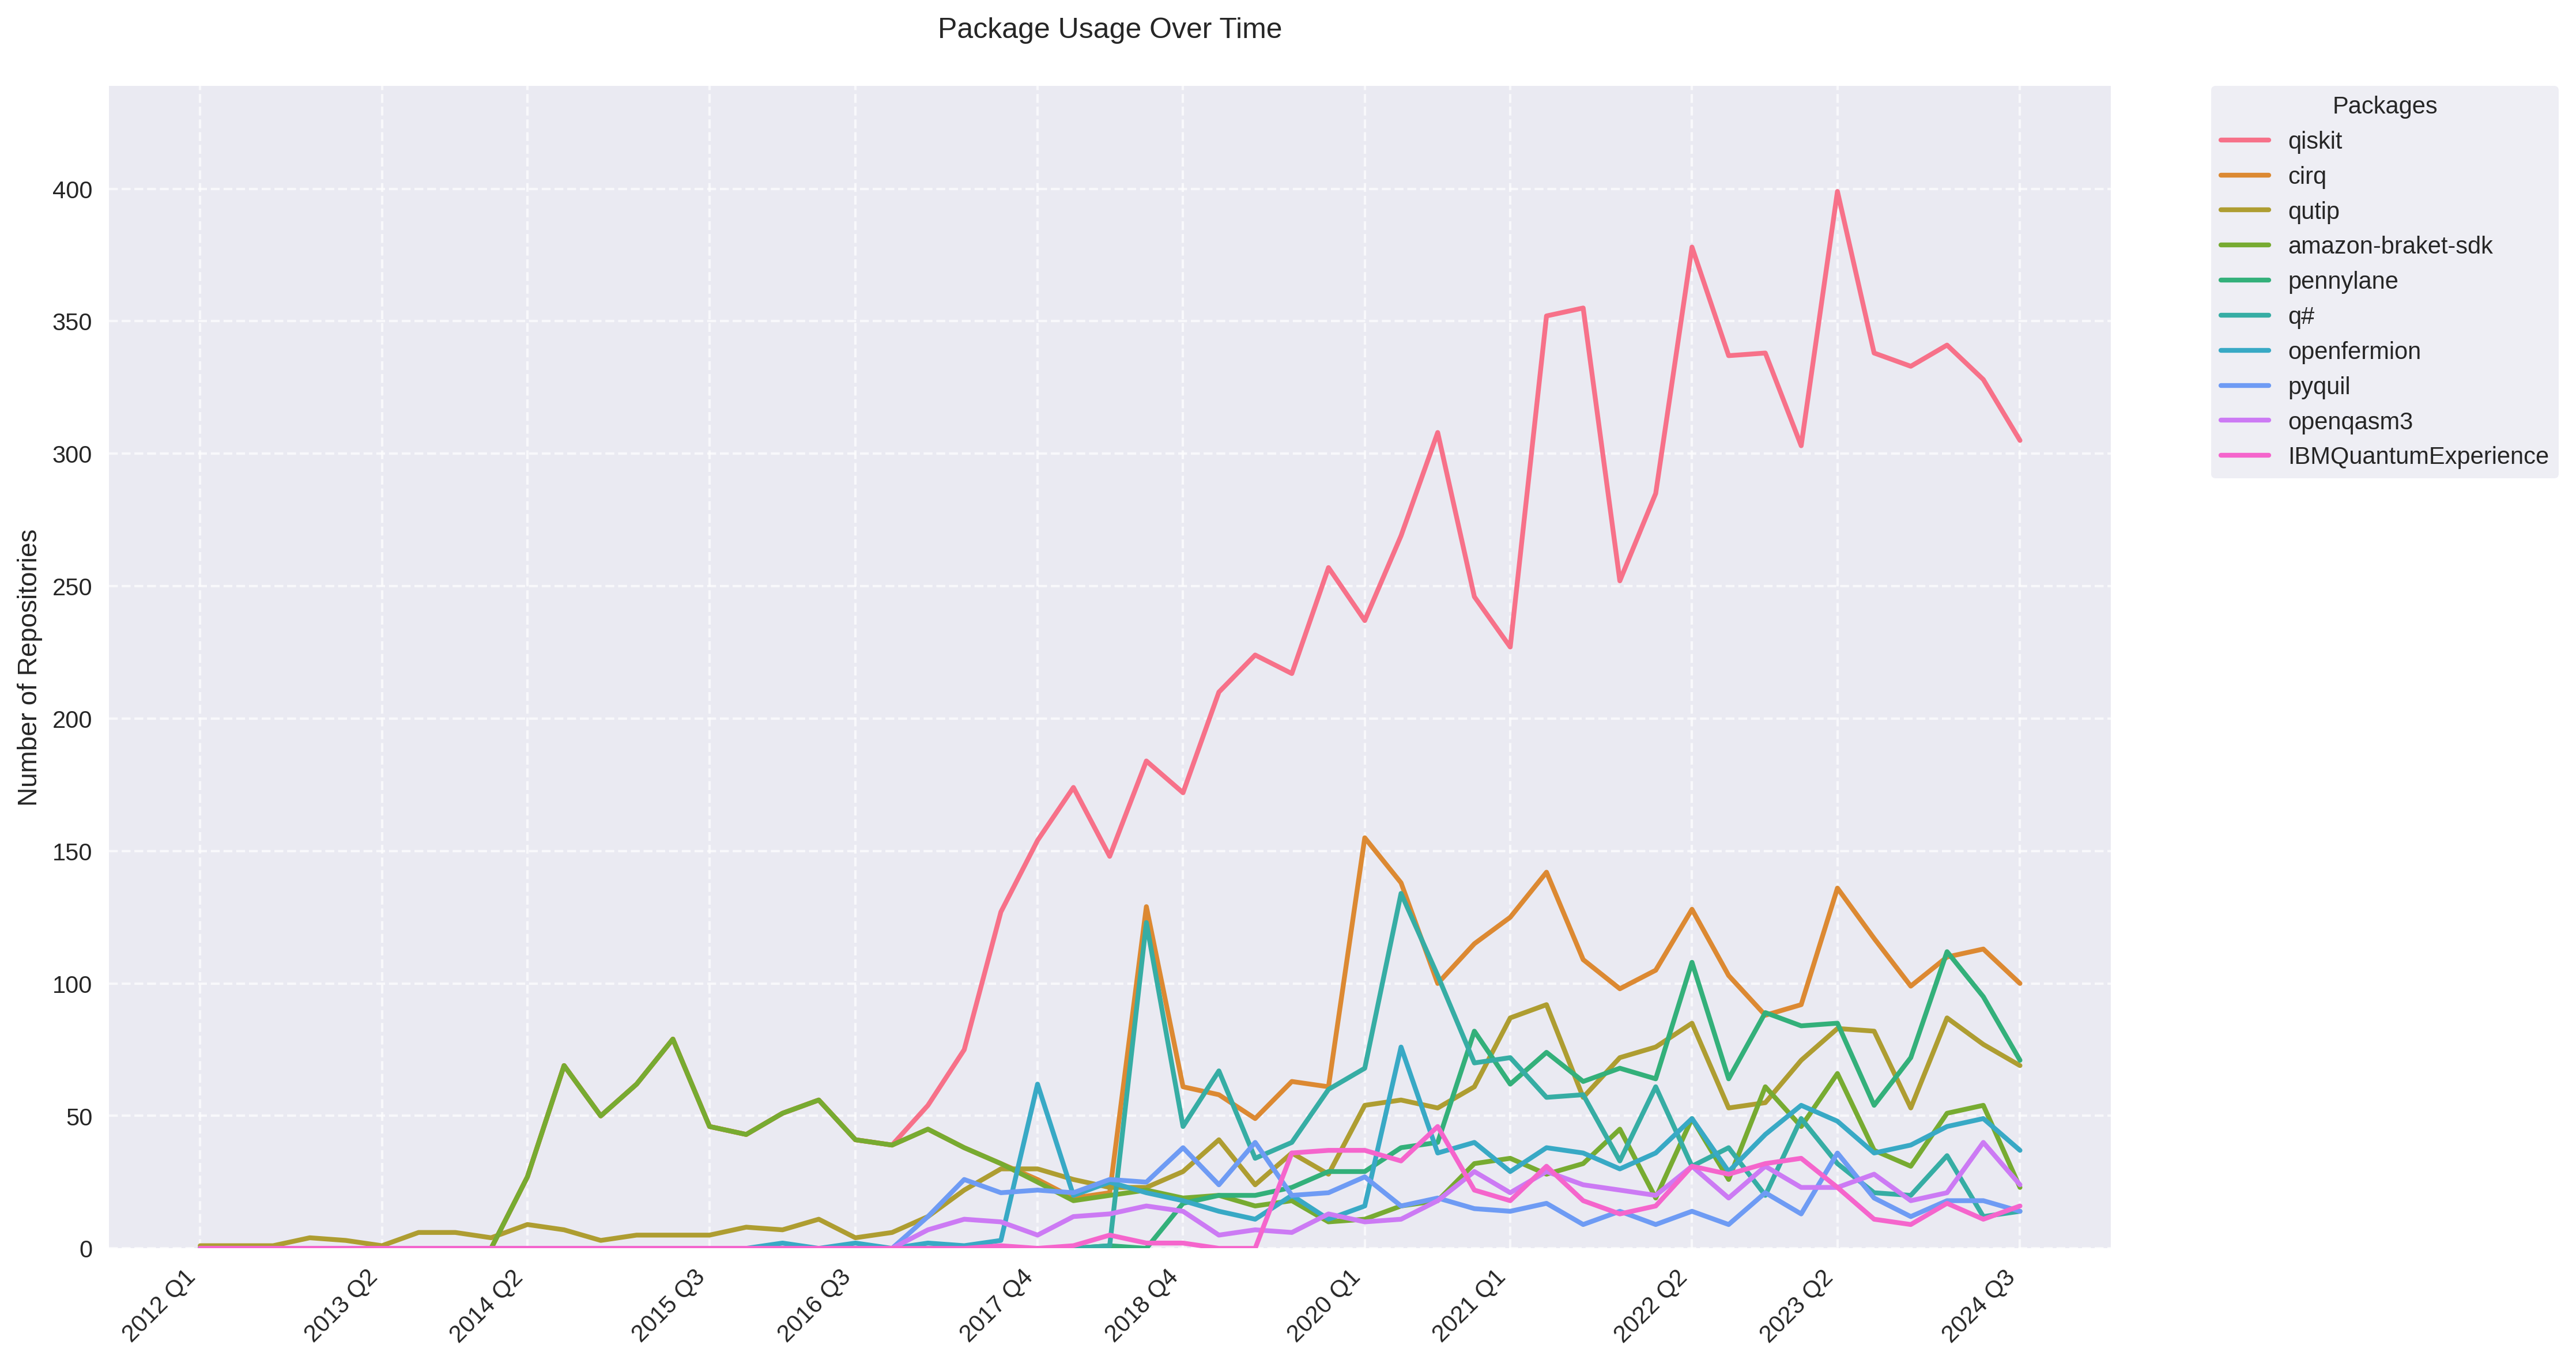 Package Usage Over Time
Number of Repositories
400
350
300
250
200
150
100
50
0
2012 Q1
2013 Q2
2014 Q2
2015 Q3
2016 Q3
2017 Q4
2018 Q4
2020 Q1
2021 Q1
2022 Q2
2023 Q2
2024 Q3
Packages
qiskit
cirq
qutip
amazon-braket-sdk
pennylane
q#
openfermion
pyquil
openqasm3
IBMQuantumExperience